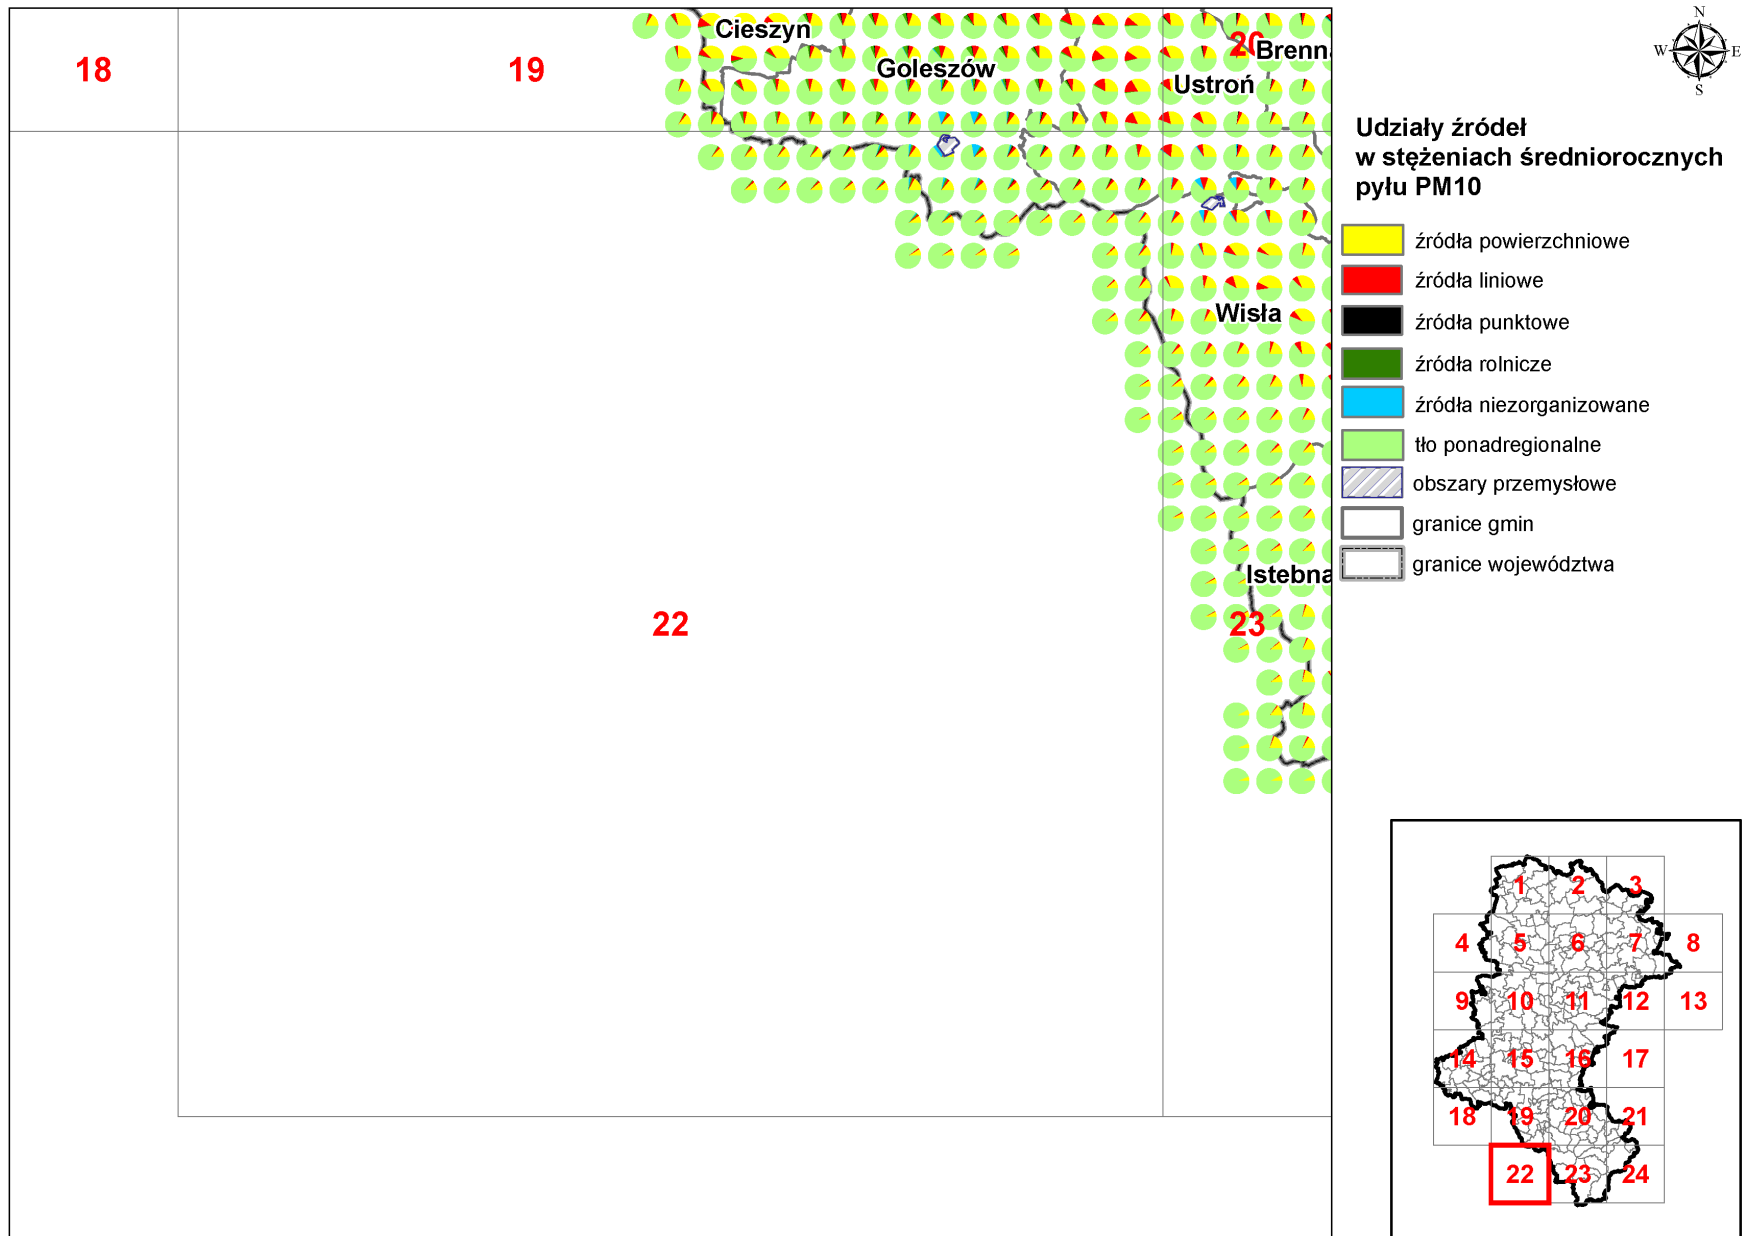 18
19
Cieszyn
Goleszów
20
Ustroń
Wisła
22
23
N
W
E
S
Udziały źródeł
w stężeniach średniorocznych
pyłu PM10
źródła powierzchniowe
źródła liniowe
źródła punktowe
źródła rolnicze
źródła niezorganizowane
tło ponadregionalne
obszary przemysłowe
granice gmin
granice województwa
Istebna
1 2 3
4 5 6 7 8
9 10 11 12 13
14 15 16 17
18 19 20 21
22 23 24